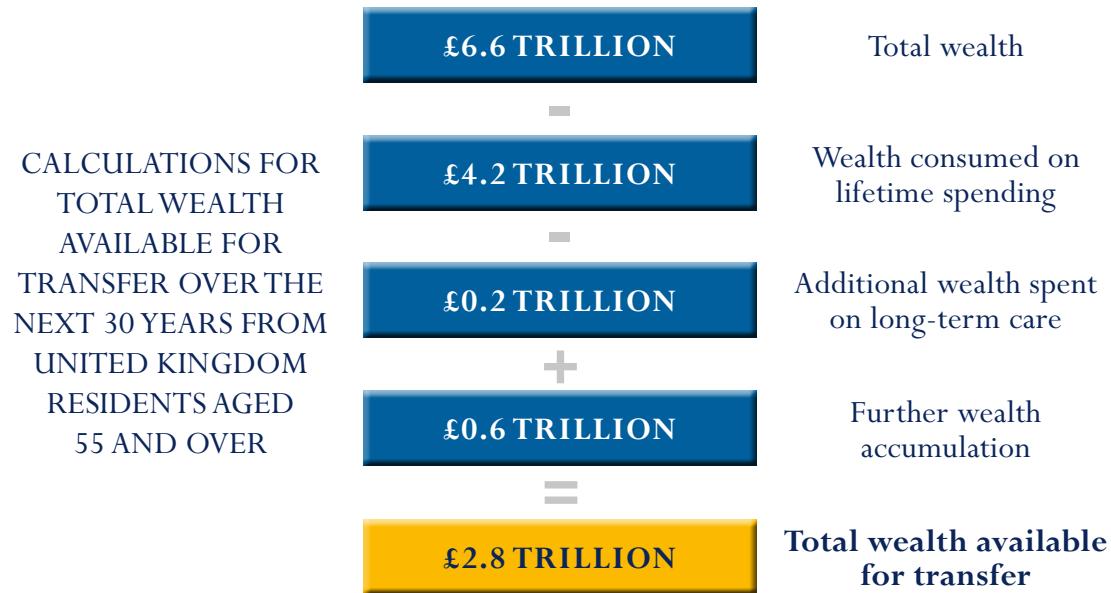 CALCULATIONS FOR
TOTAL WEALTH
AVAILABLE FOR
TRANSFER OVER THE
NEXT 30 YEARS FROM
UNITED KINGDOM
RESIDENTS AGED
55 AND OVER
£6.6 TRILLION
Total wealth
-
£4.2 TRILLION
Wealth consumed on
lifetime spending
-
£0.2 TRILLION
Additional wealth spent
on long-term care
+
£0.6 TRILLION
Further wealth
accumulation
=
£2.8 TRILLION
Total wealth available
for transfer